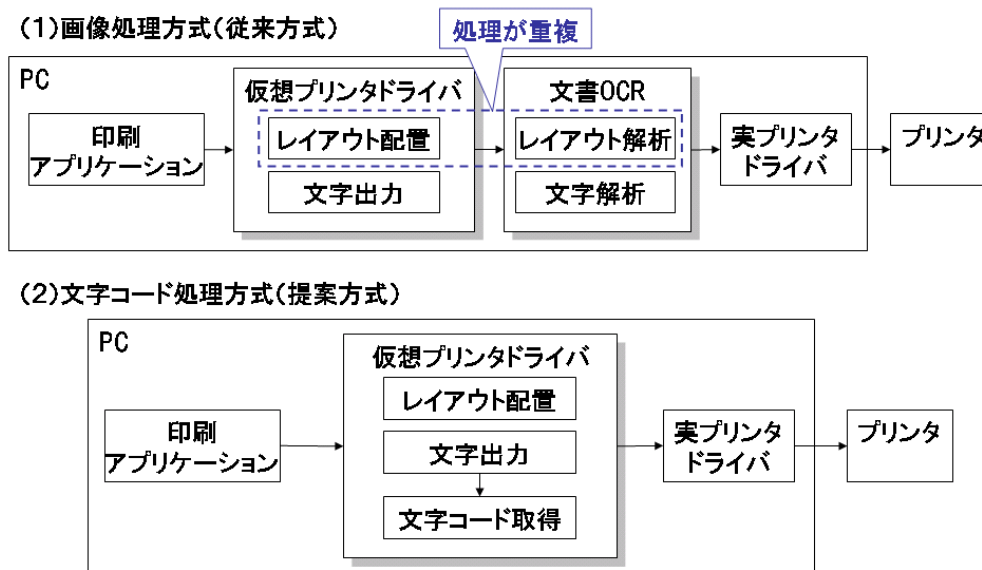 (1)画像処理方式(従来方式)
処理が重複
PC
仮想プリンタドライバ
文書OCR
印刷
アプリケーション
レイアウト配置
レイアウト解析
実プリンタ
ドライバ
プリンタ
文字出力
文字解析
(2)文字コード処理方式(提案方式)
PC
仮想プリンタドライバ
レイアウト配置
印刷
アプリケーション
文字出力
実プリンタ
ドライバ
プリンタ
文字コード取得